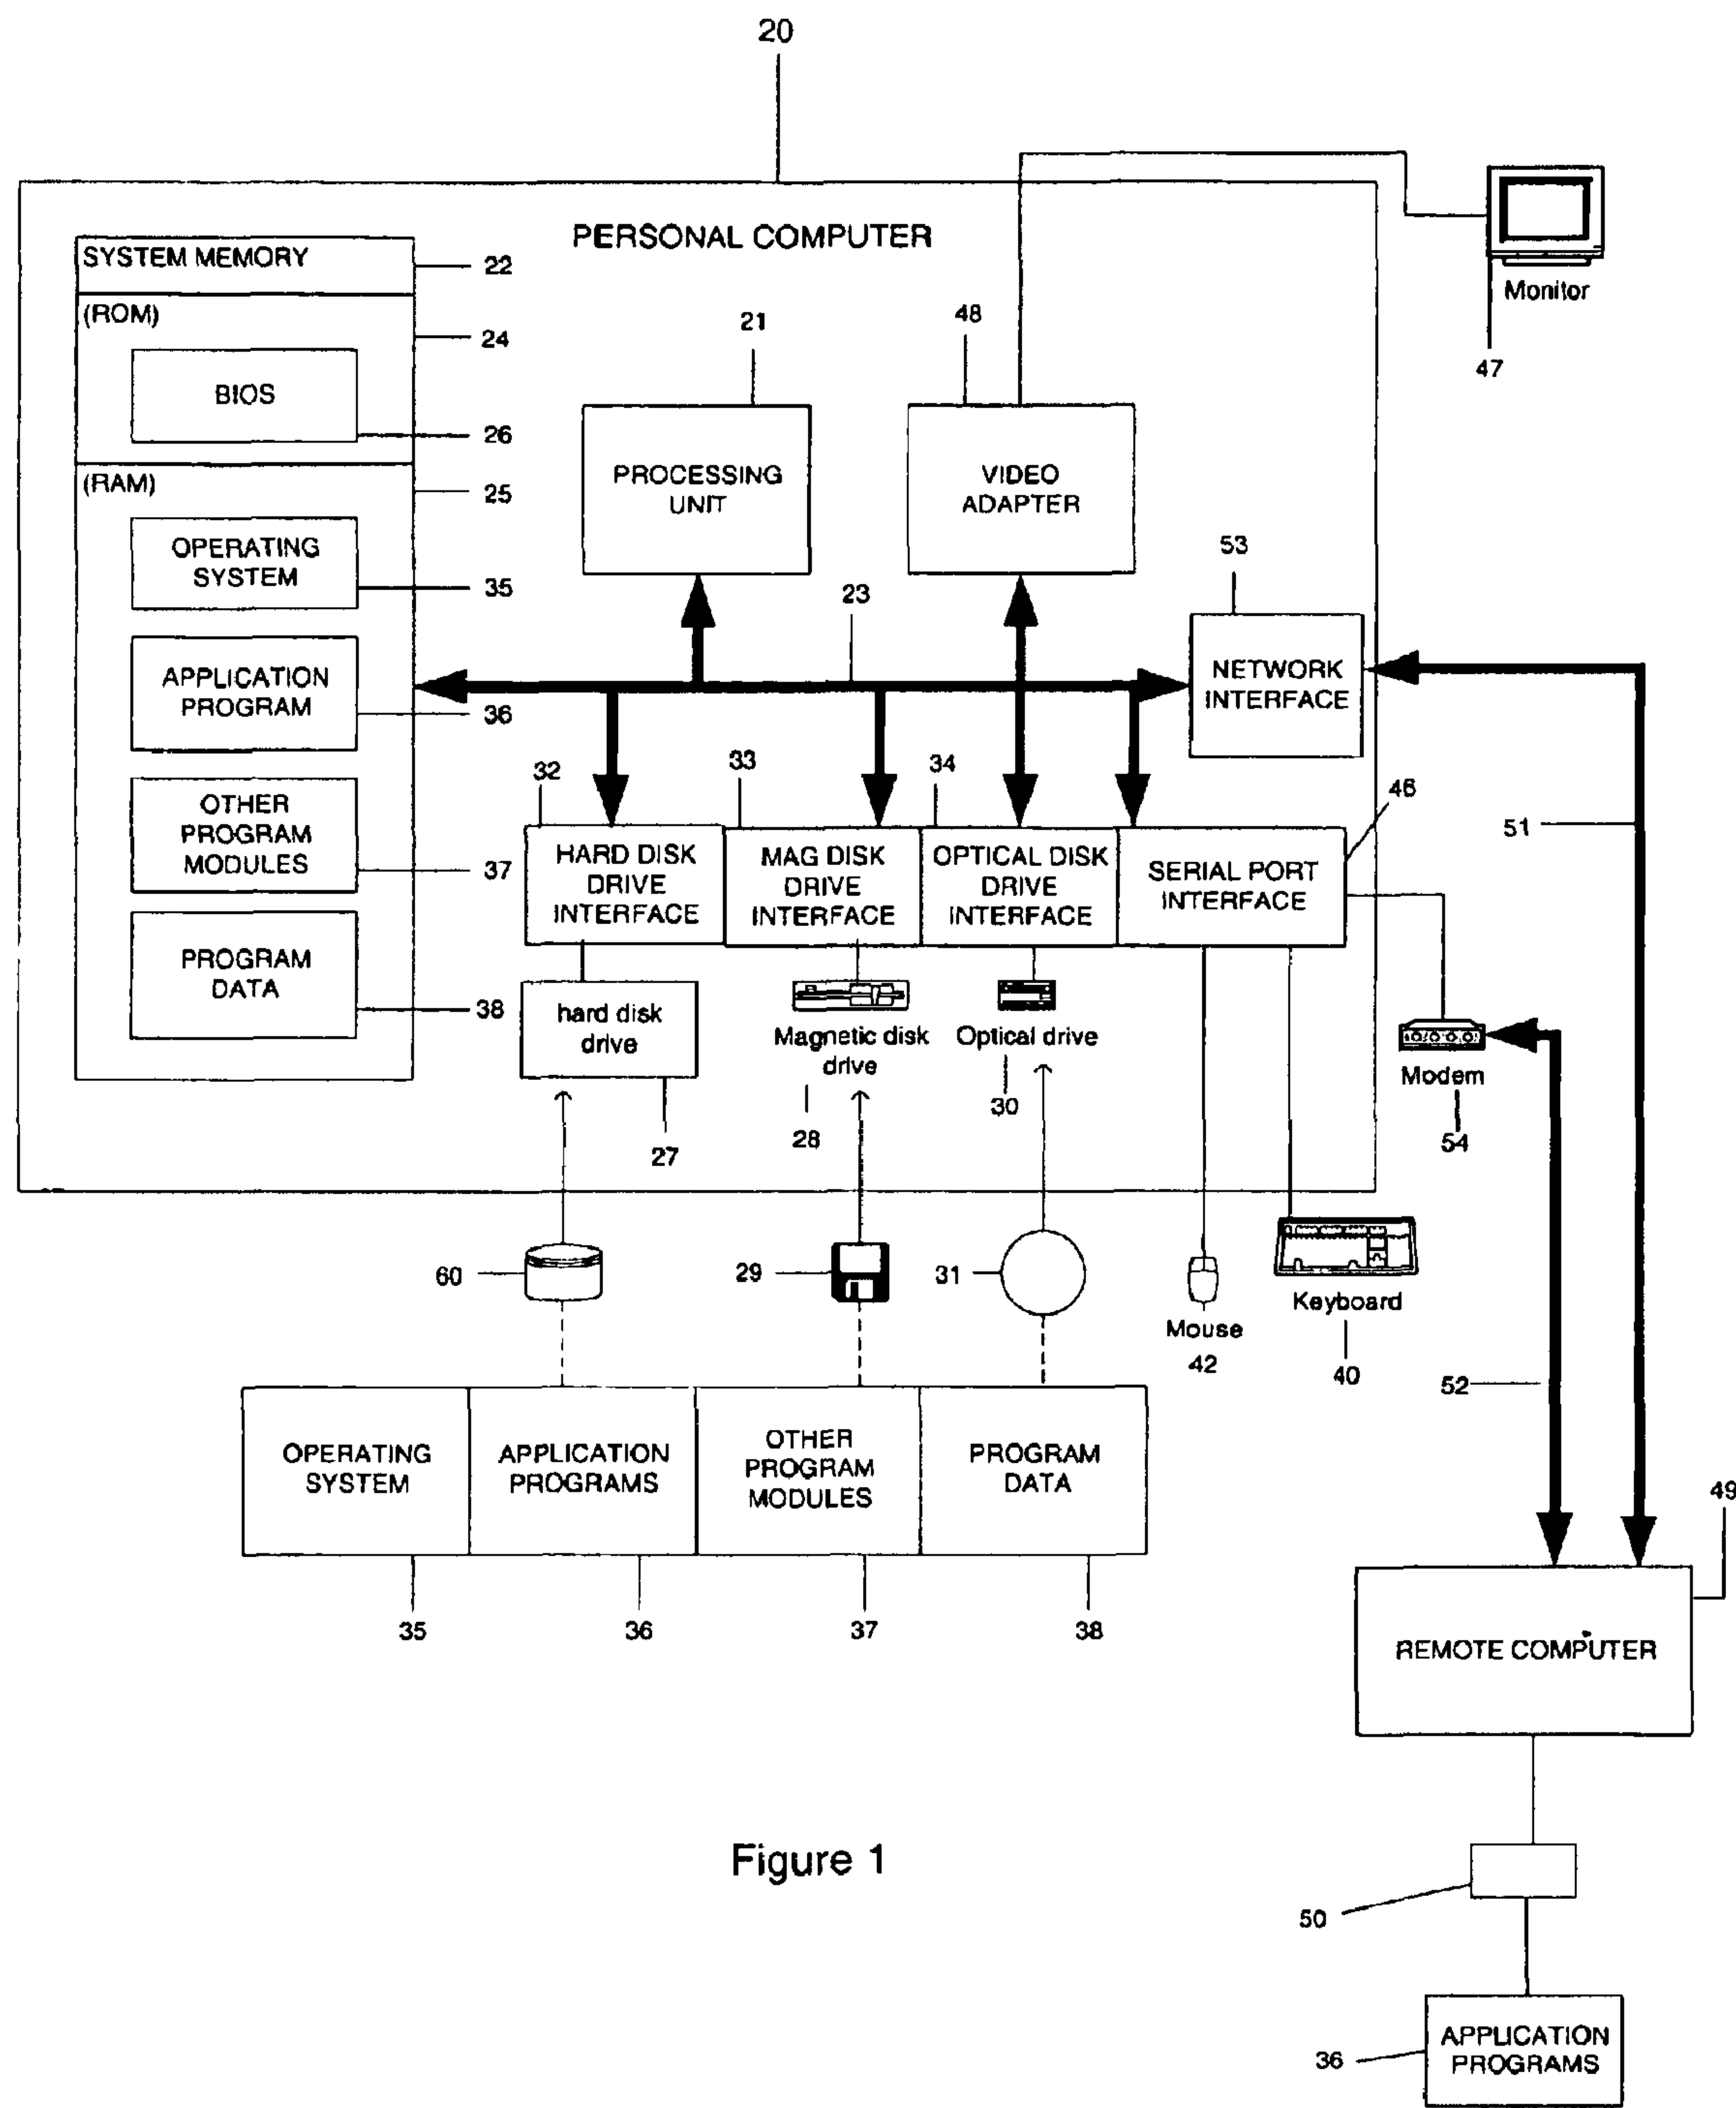 20
PERSONAL COMPUTER
SYSTEM MEMORY
22
(ROM)
24
BIOS
26
(RAM)
25
OPERATING
SYSTEM
35
APPLICATION
PROGRAM
36
OTHER
PROGRAM
MODULES
37
PROGRAM
DATA
38
21
PROCESSING
UNIT
48
VIDEO
ADAPTER
Monitor
47
23
53
NETWORK
INTERFACE
32
HARD DISK
DRIVE
INTERFACE
33
MAG DISK
DRIVE
INTERFACE
34
OPTICAL DISK
DRIVE
INTERFACE
46
SERIAL PORT
INTERFACE
51
hard disk
drive
27
Magnetic disk
drive
28
Optical drive
30
Modem
54
60
29
31
Mouse
42
Keyboard
40
52
OPERATING
SYSTEM
APPLICATION
PROGRAMS
OTHER
PROGRAM
MODULES
PROGRAM
DATA
35
36
37
38
49
REMOTE COMPUTER
50
36
APPLICATION
PROGRAMS
Figure 1